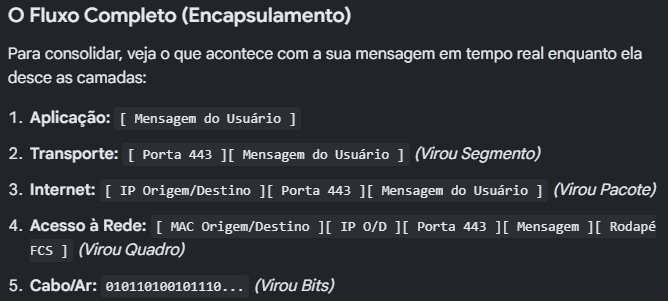 O Fluxo Completo (Encapsulamento)
Para consolidar, veja o que acontece com a sua mensagem em tempo real enquanto ela
desce as camadas:
1. Aplicação: [ Mensagem do Usuário ]
2. Transporte: [ Porta 443 ][ Mensagem do Usuário ] (Virou Segmento)
3. Internet: [ IP Origem/Destino ][ Porta 443 ][ Mensagem do Usuário ] (Virou Pacote)
4. Acesso à Rede: [ MAC Origem/Destino ][ IP O/D ][ Porta 443 ][ Mensagem ][ Rodapé
FCS ] (Virou Quadro)
5. Cabo/Ar: 010110100101110... (Virou Bits)